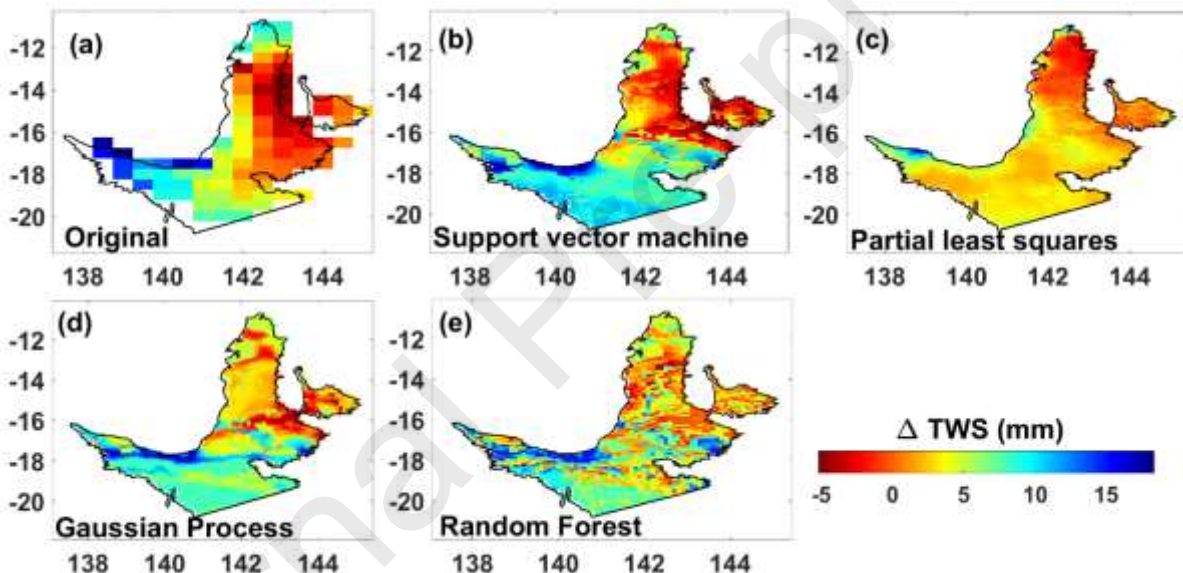 (a)
(b)
(c)
-12
-14
-16
-18
-20
Original
138 140 142 144
-12
-14
-16
-18
-20
Support vector machine
138 140 142 144
-12
-14
-16
-18
-20
Partial least squares
138 140 142 144
(d)
(e)
-12
-14
-16
-18
-20
Gaussian Process
138 140 142 144
-12
-14
-16
-18
-20
Random Forest
138 140 142 144
Δ TWS (mm)
-5 0 5 10 15